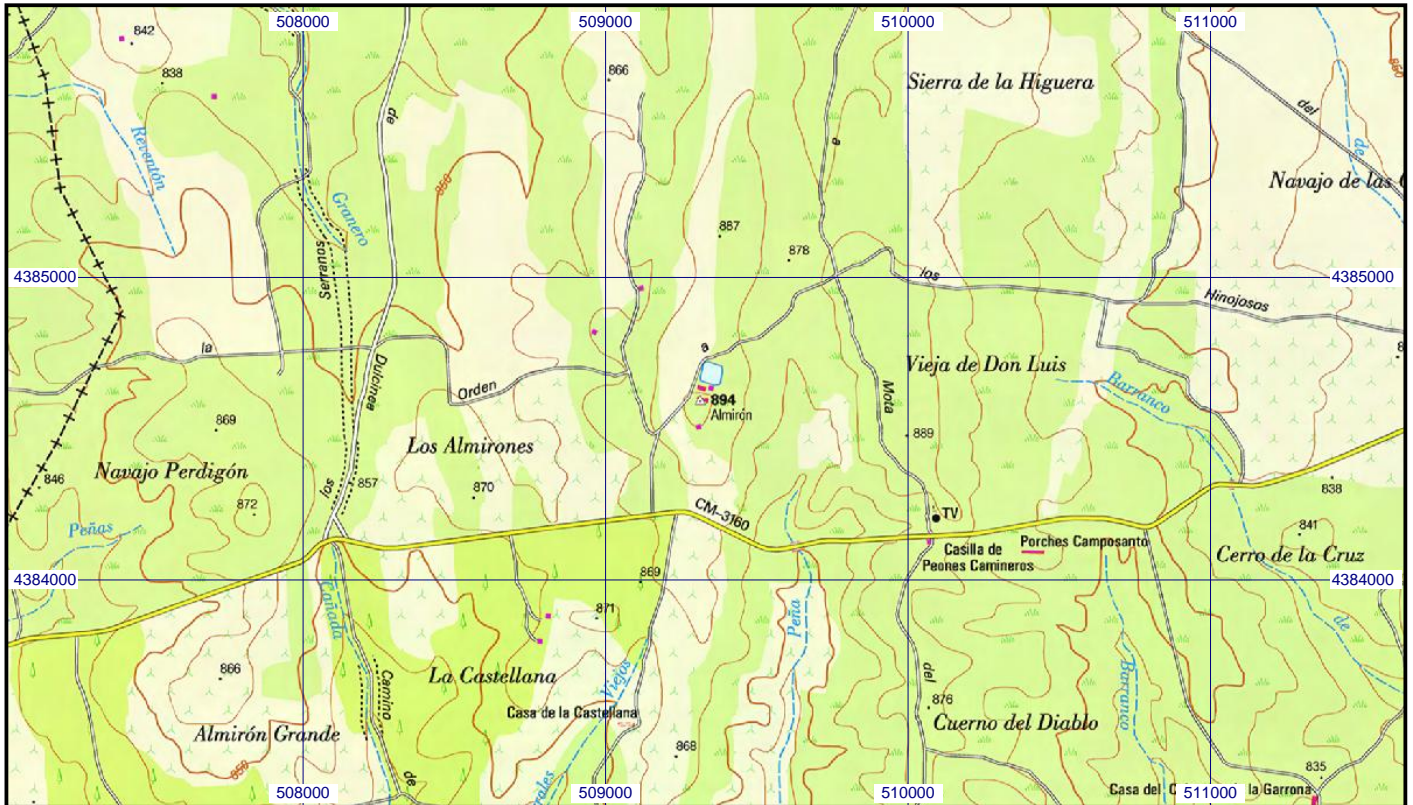 508000
509000
510000
511000
842
838
866
850
Sierra de la Higuera
de
a
del
de
Reventón
Granero
Navajo de las
887
878
Serranos
4385000
4385000
los
Hinojosas
la
a
Dulcinea
Vieja de Don Luis
Orden
894
Almirón
Mota
Barranco
869
Los Almirones
889
Navajo Perdigón
846
872
los
857
870
838
CM-3160
TV
Peñas
841
Casilla de
Peones Camineros
Porches Camposanto
Cerro de la Cruz
4384000
4384000
869
871
Cañada
Peña
de
866
La Castellana
Camino
Viejos
del
Barranco
876
Casa de la Castellana
Cuerno del Diablo
Almirón Grande
868
850
de
rales
835
Casa del C
la Garrona
508000
509000
510000
511000